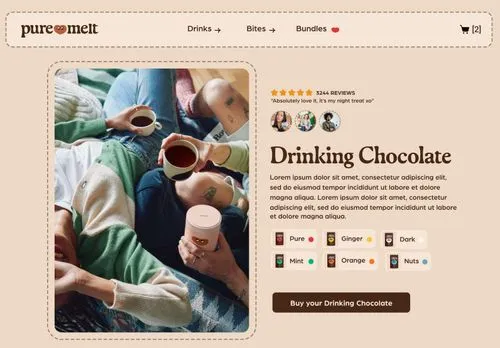 pure melt
Drinks → Bites → Bundles [2]
3244 REVIEWS
"Absolutely love it, it's my night treat xo"
Drinking Chocolate
Lorem ipsum dolor sit amet, consectetur adipiscing elit,
sed do eiusmod tempor incididunt ut labore et dolore
magna aliqua. Lorem ipsum dolor sit amet, consectetur
adipiscing elit, sed do eiusmod tempor incididunt ut
labore et dolore magna aliqua.
Pure Ginger Dark
Mint Orange Nuts
Buy your Drinking Chocolate